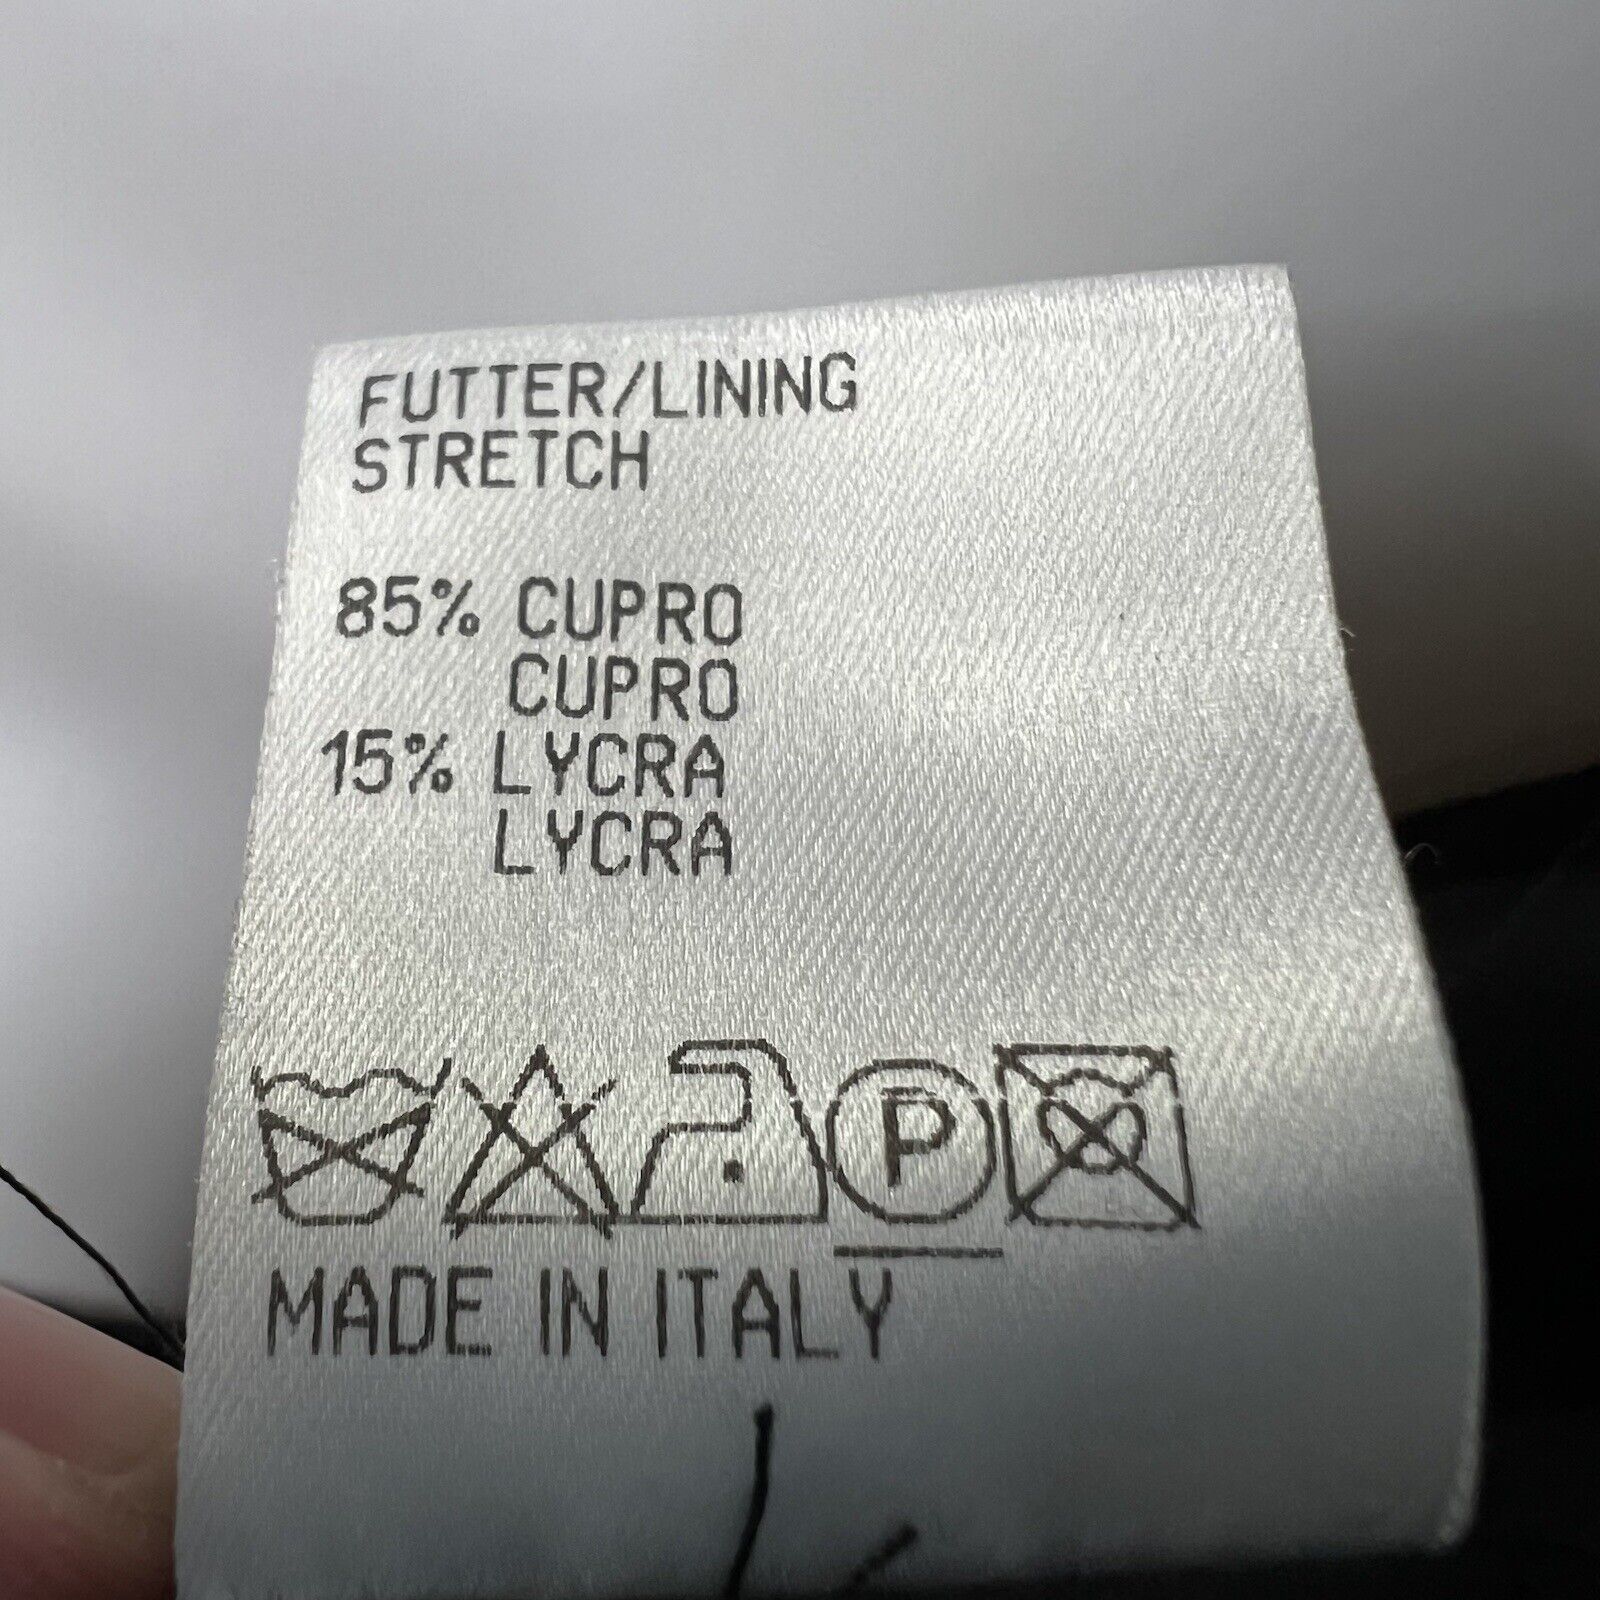 FUTTER/LINING
STRETCH
85% CUPRO
CUPRO
15% LYCRA
LYCRA
P
MADE IN ITALY